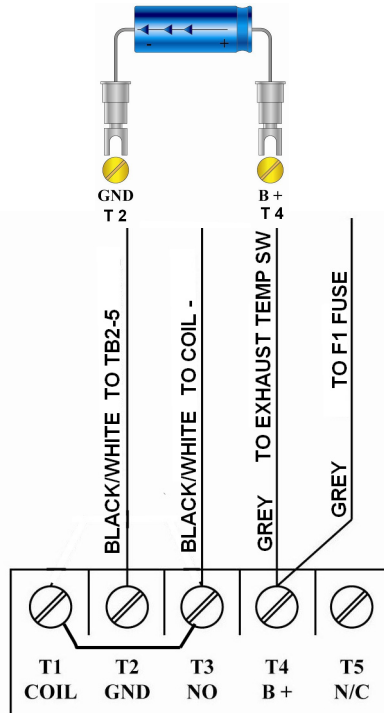 - +
GND B +
T 2 T 4
BLACK/WHITE TO TB2-5
BLACK/WHITE TO COIL -
GREY TO EXHAUST TEMP SW
GREY TO F1 FUSE
T1 T2 T3 T4 T5
COIL GND NO B + N/C